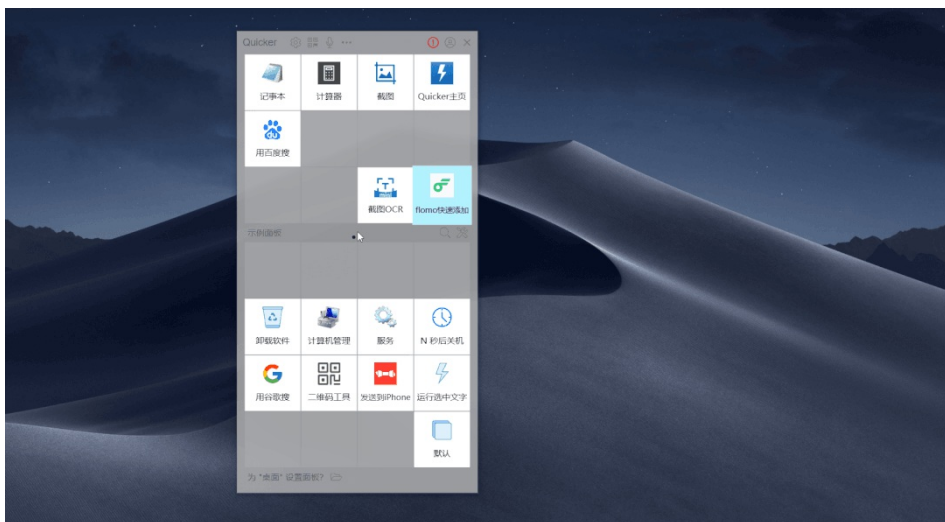 Quicker
记事本 计算器 截图 Quicker主页
用百度搜
截图OCR flomo快速添加
示例面板
卸载软件 计算机管理 服务 N 秒后关机
用谷歌搜 二维码工具 发送到iPhone 运行选中文字
默认
为 "桌面" 设置面板?